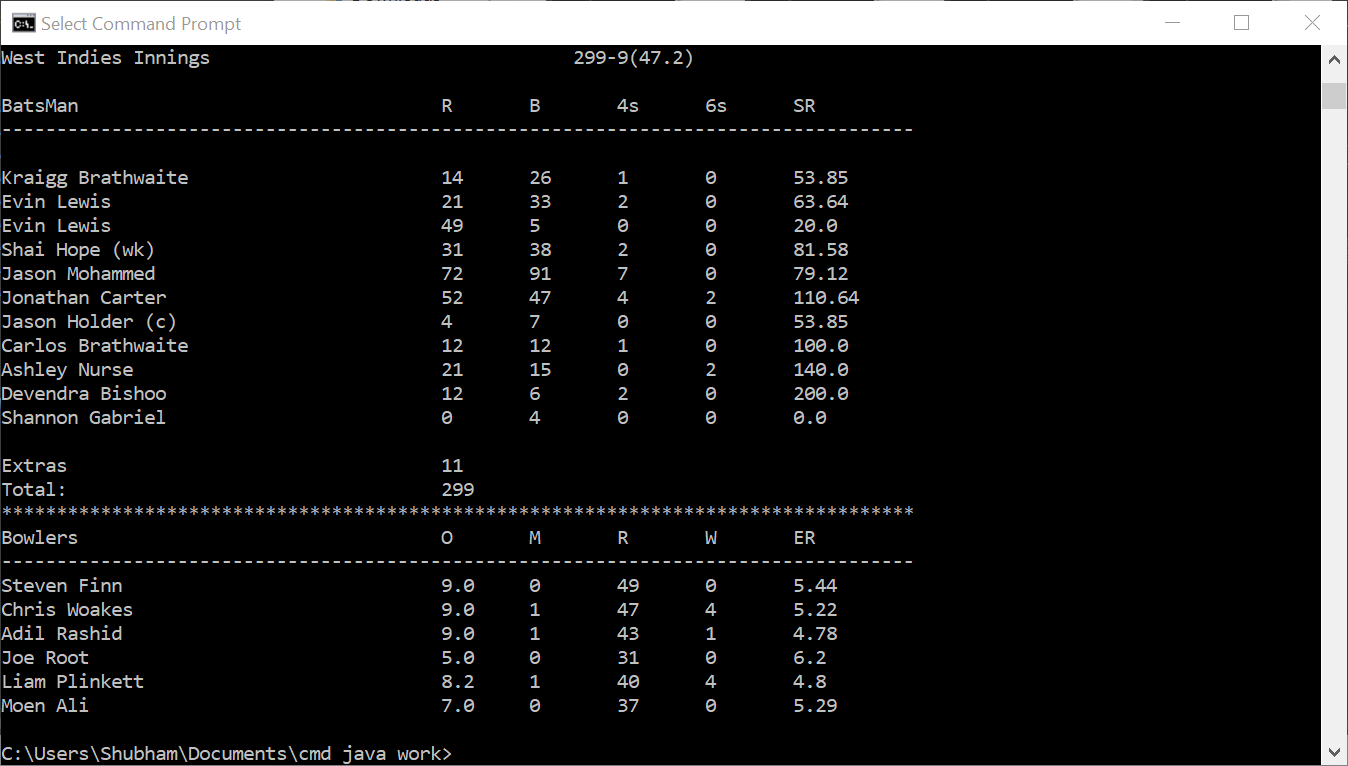 Select Command Prompt
West Indies Innings 299-9(47.2)
BatsMan R B 4s 6s SR
-----------------------------------------------------------------------------------
Kraigg Brathwaite 14 26 1 0 53.85
Evin Lewis 21 33 2 0 63.64
Evin Lewis 49 5 0 0 20.0
Shai Hope (wk) 31 38 2 0 81.58
Jason Mohammed 72 91 7 0 79.12
Jonathan Carter 52 47 4 2 110.64
Jason Holder (c) 4 7 0 0 53.85
Carlos Brathwaite 12 12 1 0 100.0
Ashley Nurse 21 15 0 2 140.0
Devendra Bishoo 12 6 2 0 200.0
Shannon Gabriel 0 4 0 0 0.0
Extras 11
Total: 299
***********************************************************************************
Bowlers O M R W ER
-----------------------------------------------------------------------------------
Steven Finn 9.0 0 49 0 5.44
Chris Woakes 9.0 1 47 4 5.22
Adil Rashid 9.0 1 43 1 4.78
Joe Root 5.0 0 31 0 6.2
Liam Plinkett 8.2 1 40 4 4.8
Moen Ali 7.0 0 37 0 5.29
C:\Users\Shubham\Documents\cmd java work>